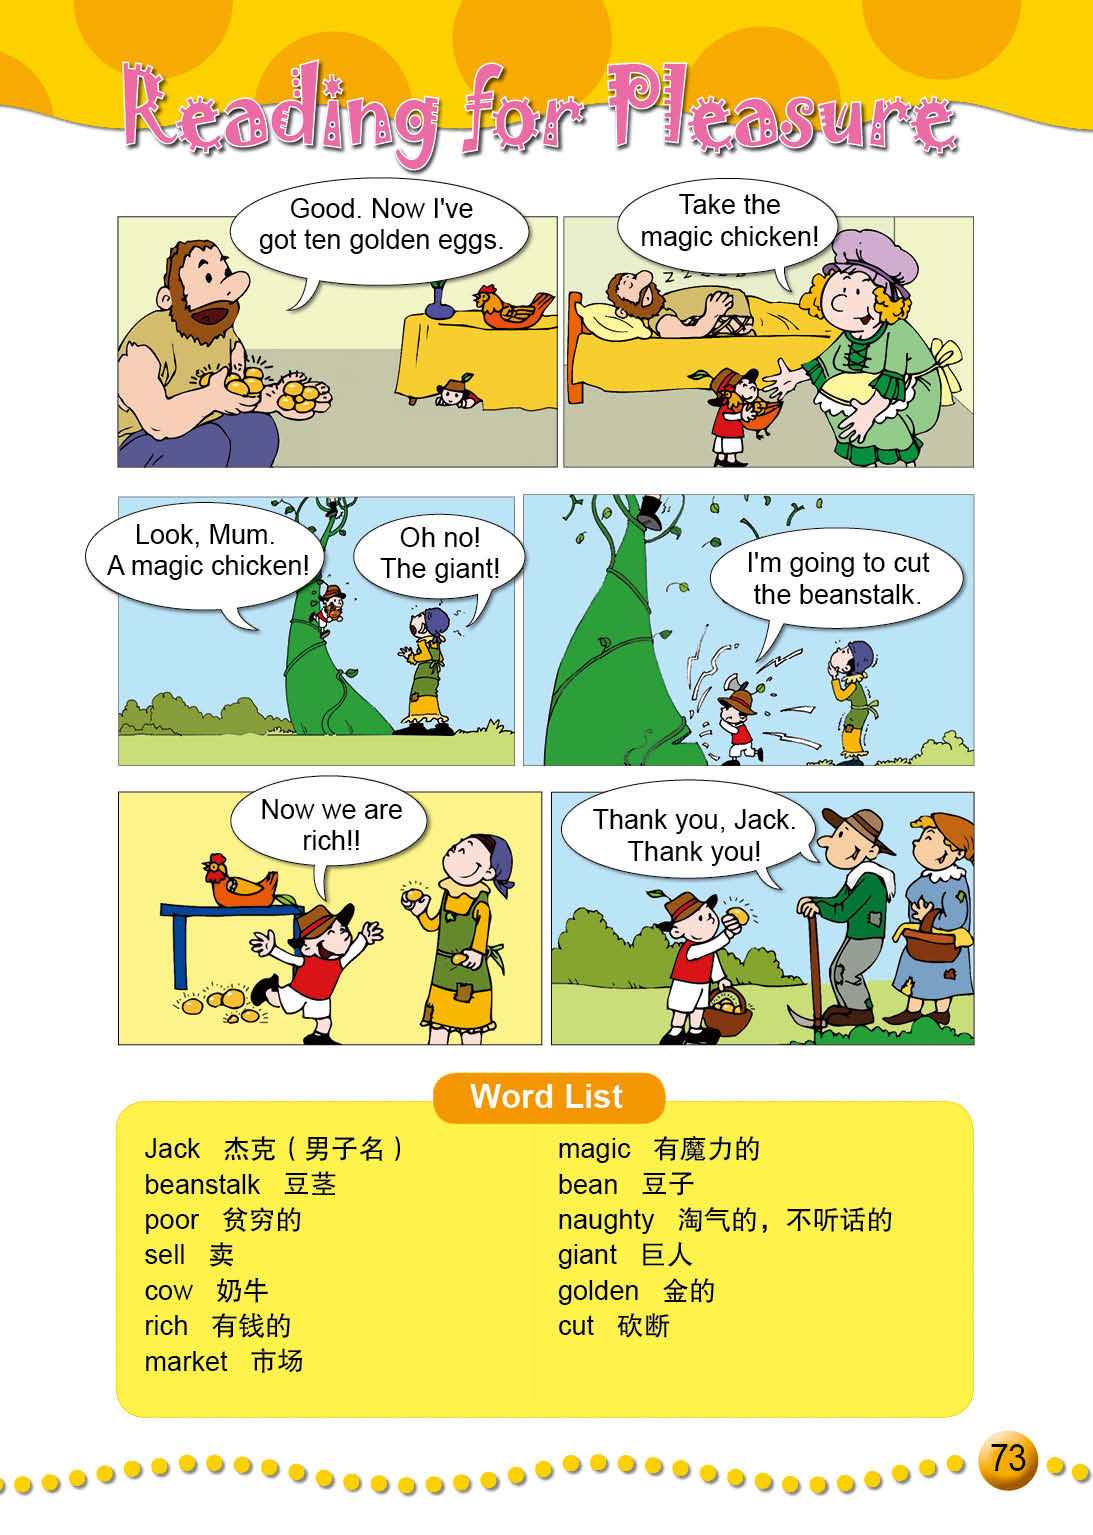 Reading for Pleasure
Good. Now I've
got ten golden eggs.
Take the
magic chicken!
zzzzz
Look, Mum.
A magic chicken!
Oh no!
The giant!
I'm going to cut
the beanstalk.
Now we are
rich!!
Thank you, Jack.
Thank you!
Word List
Jack 杰克（男子名）
beanstalk 豆茎
poor 贫穷的
sell 卖
cow 奶牛
rich 有钱的
market 市场
magic 有魔力的
bean 豆子
naughty 淘气的，不听话的
giant 巨人
golden 金的
cut 砍断
73